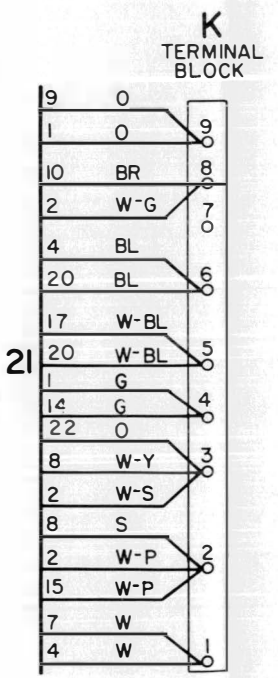 K
TERMINAL
BLOCK
9 O
1 O
9
10 BR
8
2 W-G
7
4 BL
20 BL
6
17 W-BL
21
20 W-BL
5
1 G
14 G
4
22 O
8 W-Y
3
2 W-S
8 S
2 W-P
2
15 W-P
7 W
4 W
1